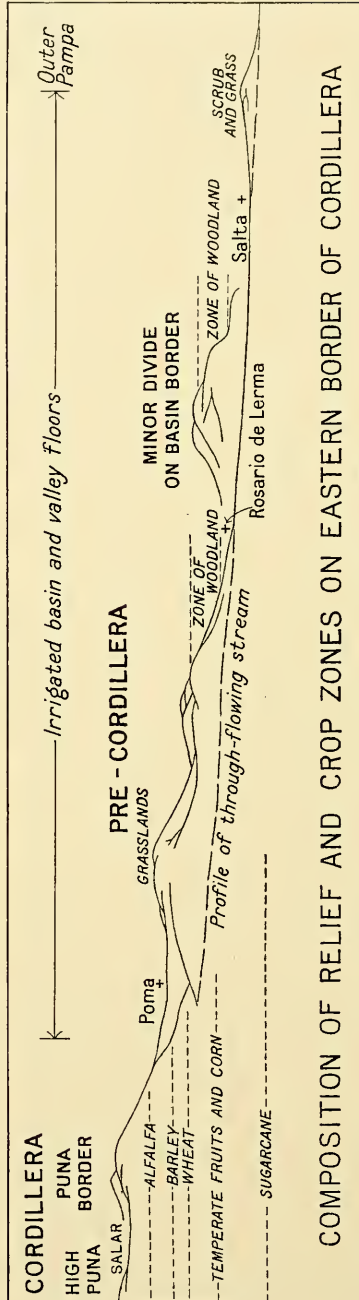 Outer
Pampa
Irrigated basin and valley floors
CORDILLERA
PUNA
BORDER
HIGH
PUNA
SALAR
PRE-CORDILLERA
GRASSLANDS
MINOR DIVIDE
ON BASIN BORDER
Poma
ALFALFA
BARLEY
WHEAT
TEMPERATE FRUITS AND CORN
SUGARCANE
ZONE OF
WOODLAND
ZONE OF WOODLAND
SCRUB
AND GRASS
Salta
Rosario de Lerma
Profile of through-flowing stream
COMPOSITION OF RELIEF AND CROP ZONES ON EASTERN BORDER OF CORDILLERA